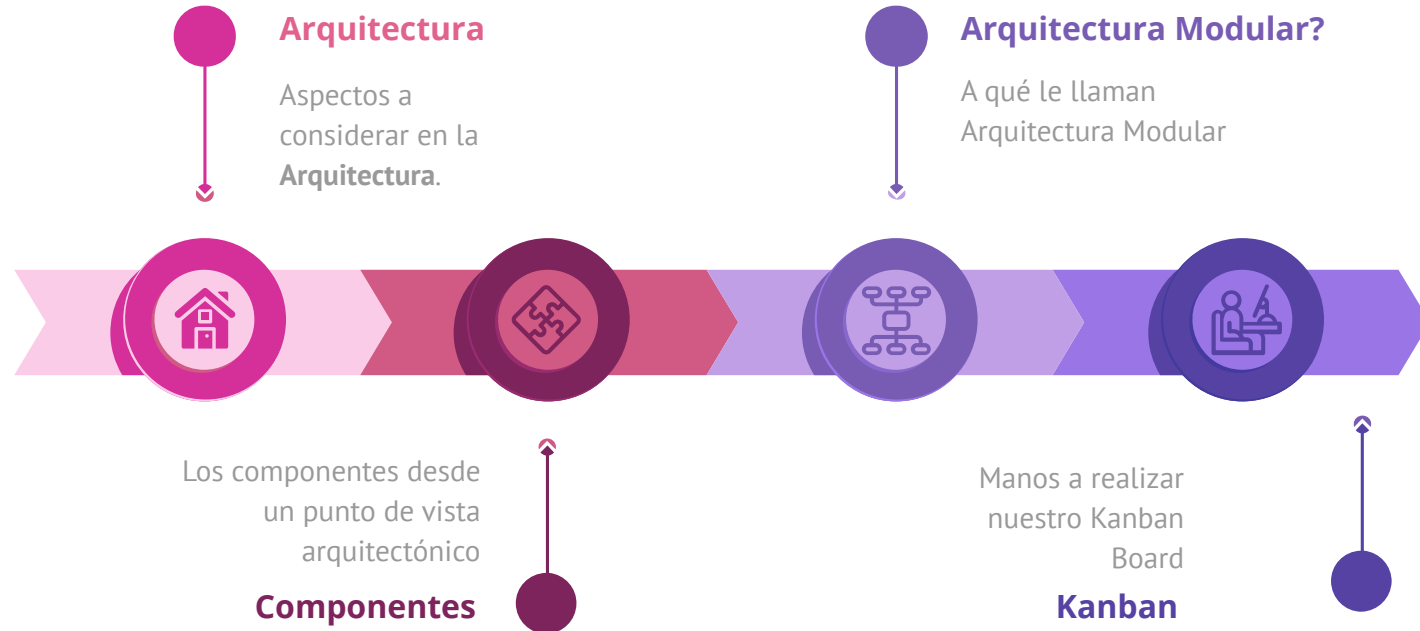 Arquitectura
Aspectos a
considerar en la
Arquitectura.
Arquitectura Modular?
A qué le llaman
Arquitectura Modular
Los componentes desde
un punto de vista
arquitectónico
Componentes
Manos a realizar
nuestro Kanban
Board
Kanban